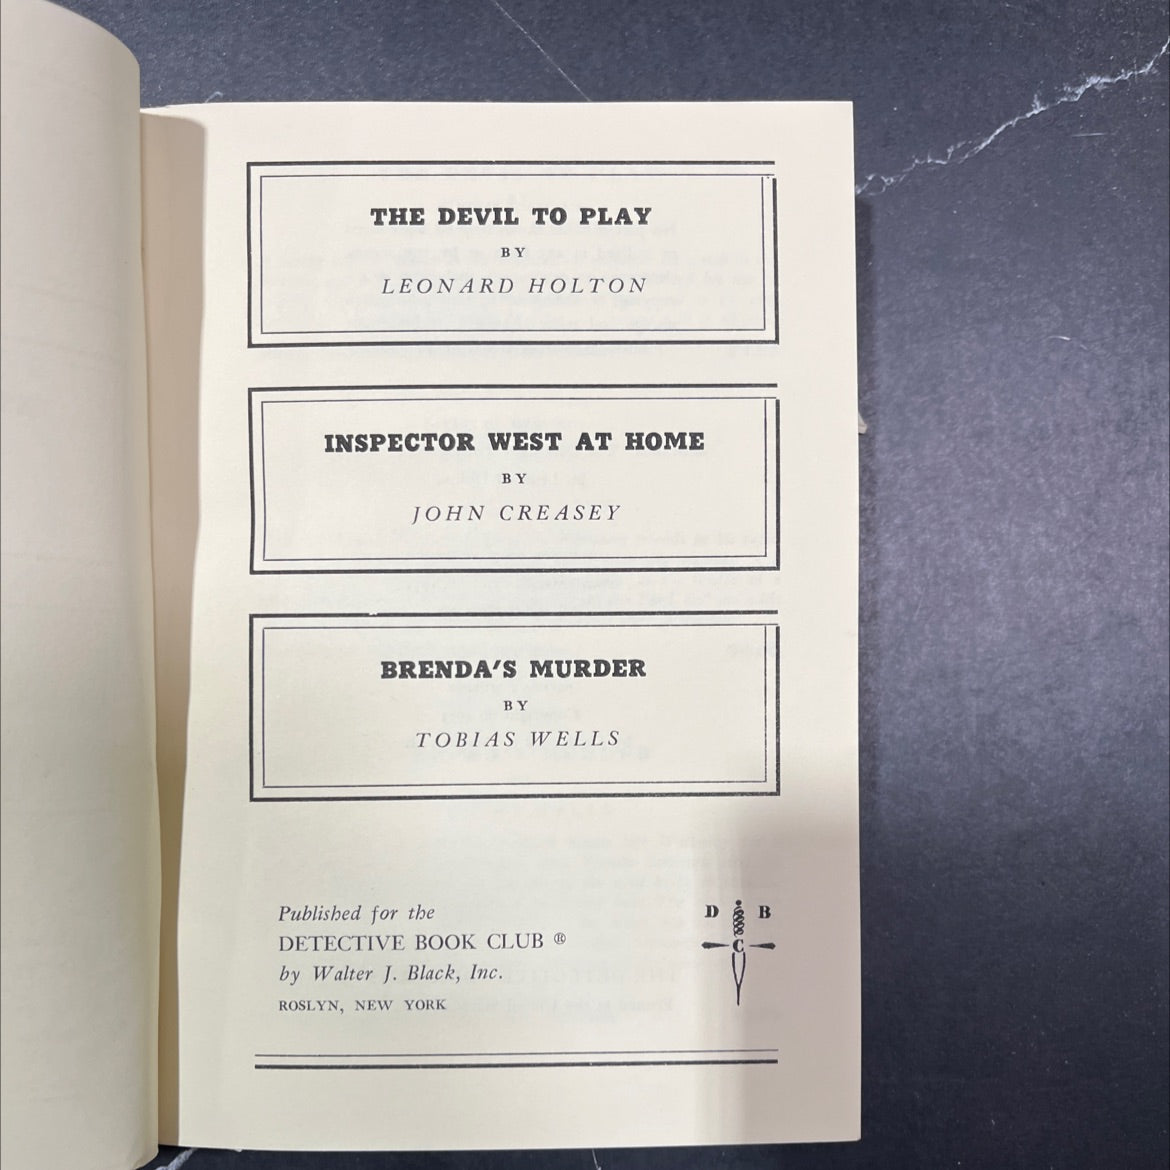 THE DEVIL TO PLAY
BY
LEONARD HOLTON
INSPECTOR WEST AT HOME
BY
JOHN CREASEY
BRENDA'S MURDER
BY
TOBIAS WELLS
Published for the
DETECTIVE BOOK CLUB ®
by Walter J. Black, Inc.
ROSLYN, NEW YORK
D B
C